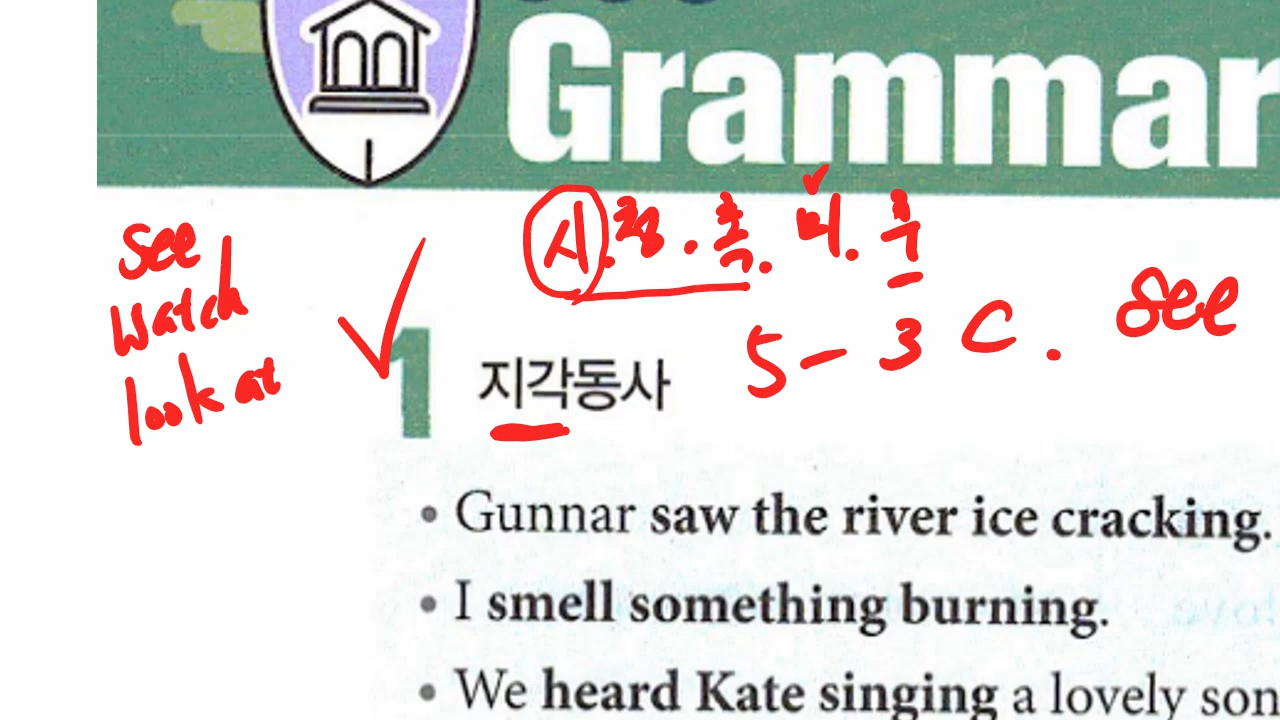 Grammar
시.청.촉.미.후
see
watch
look at
5-3 C. see
1 지각동사
• Gunnar saw the river ice cracking.
• I smell something burning.
• We heard Kate singing a lovely son